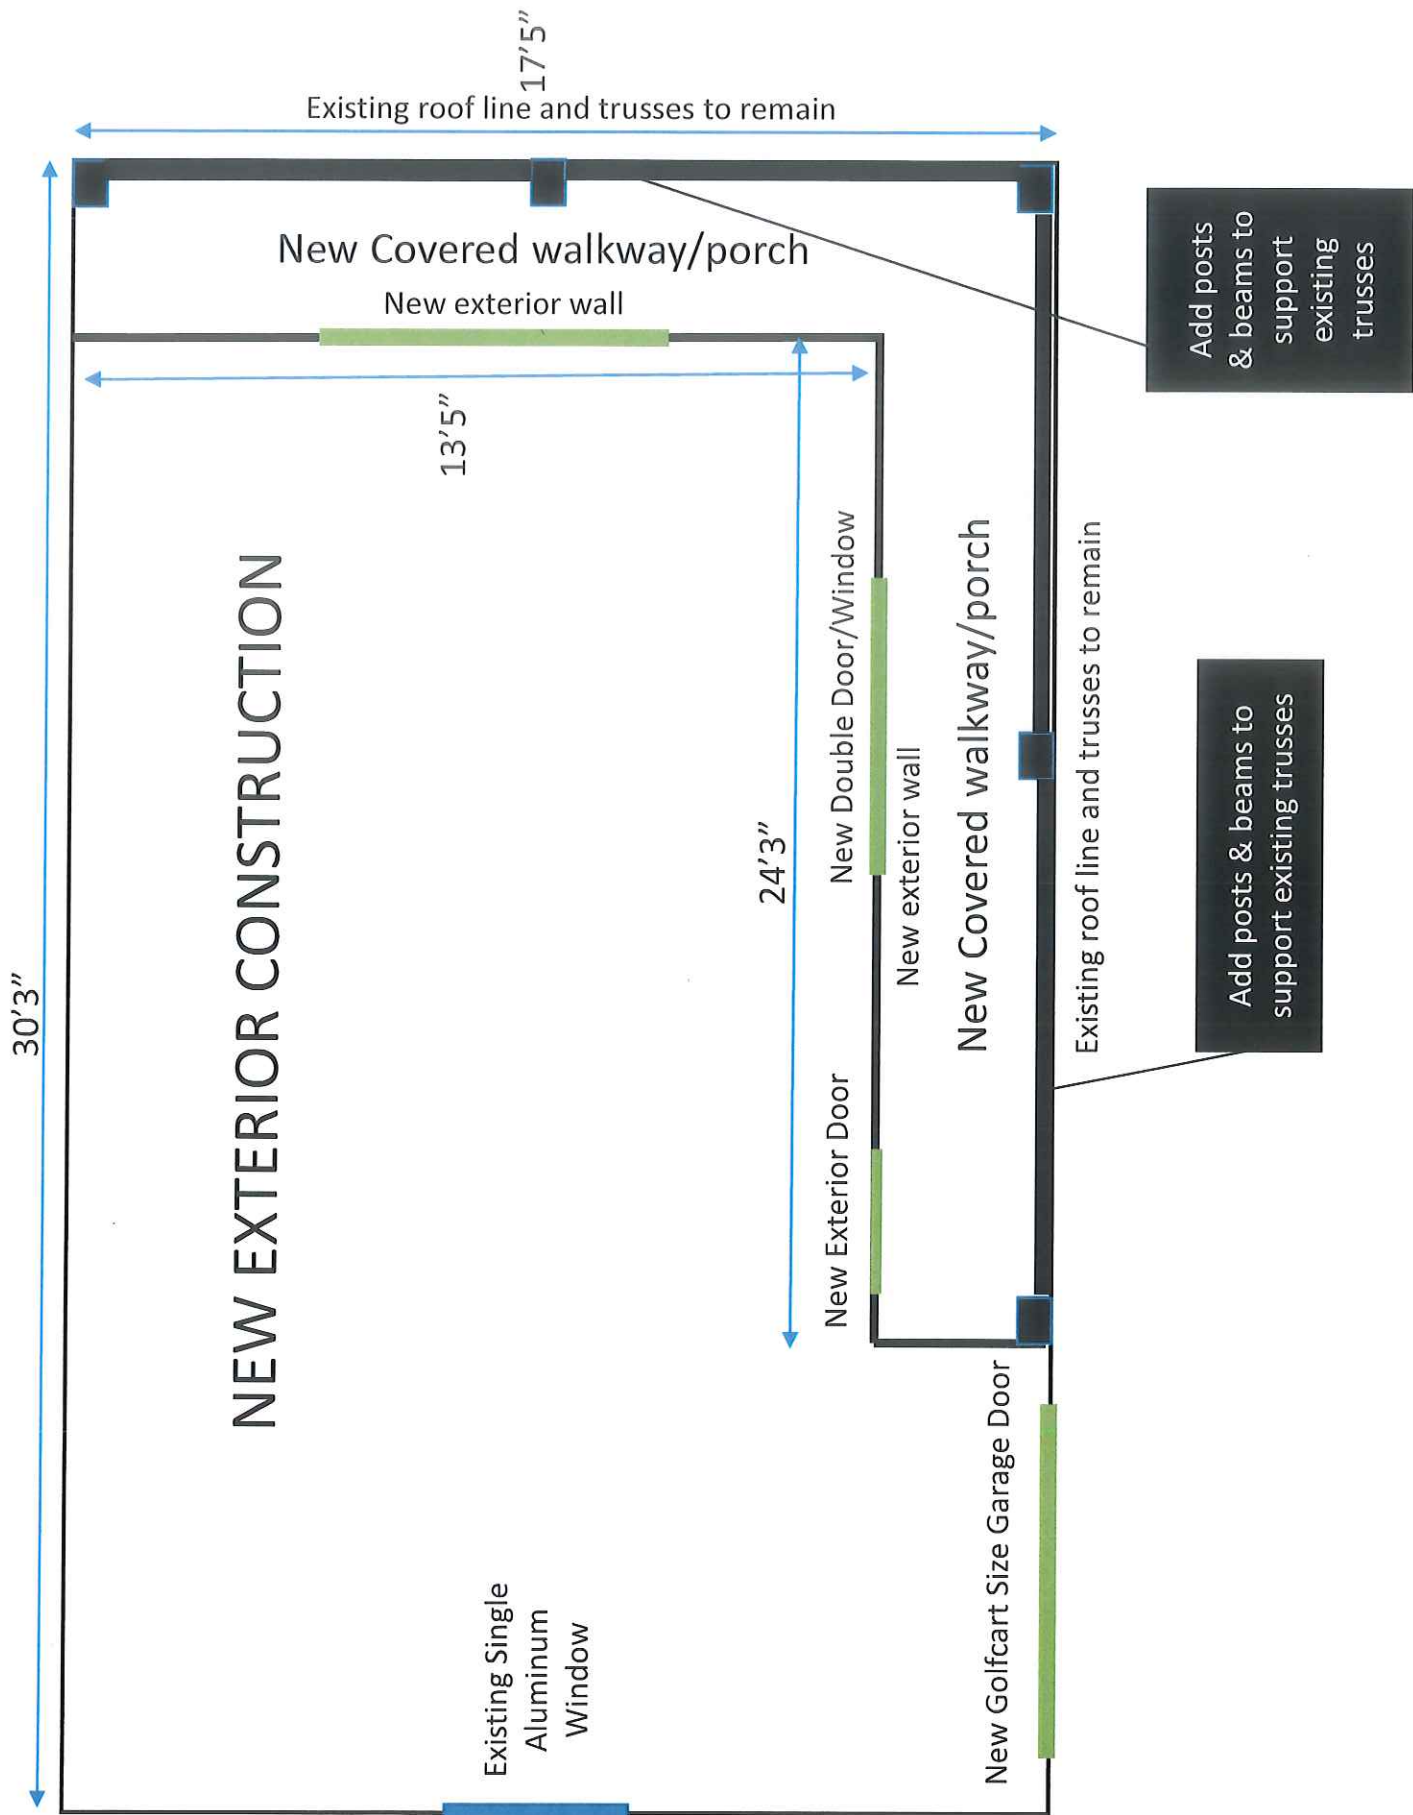 17'5"
Existing roof line and trusses to remain
New Covered walkway/porch
New exterior wall
13'5"
30'3"
NEW EXTERIOR CONSTRUCTION
24'3"
New Double Door/Window
New exterior wall
New Covered walkway/porch
Existing roof line and trusses to remain
New Exterior Door
New Golfcart Size Garage Door
Existing Single
Aluminum
Window
Add posts
& beams to
support
existing
trusses
Add posts & beams to
support existing trusses